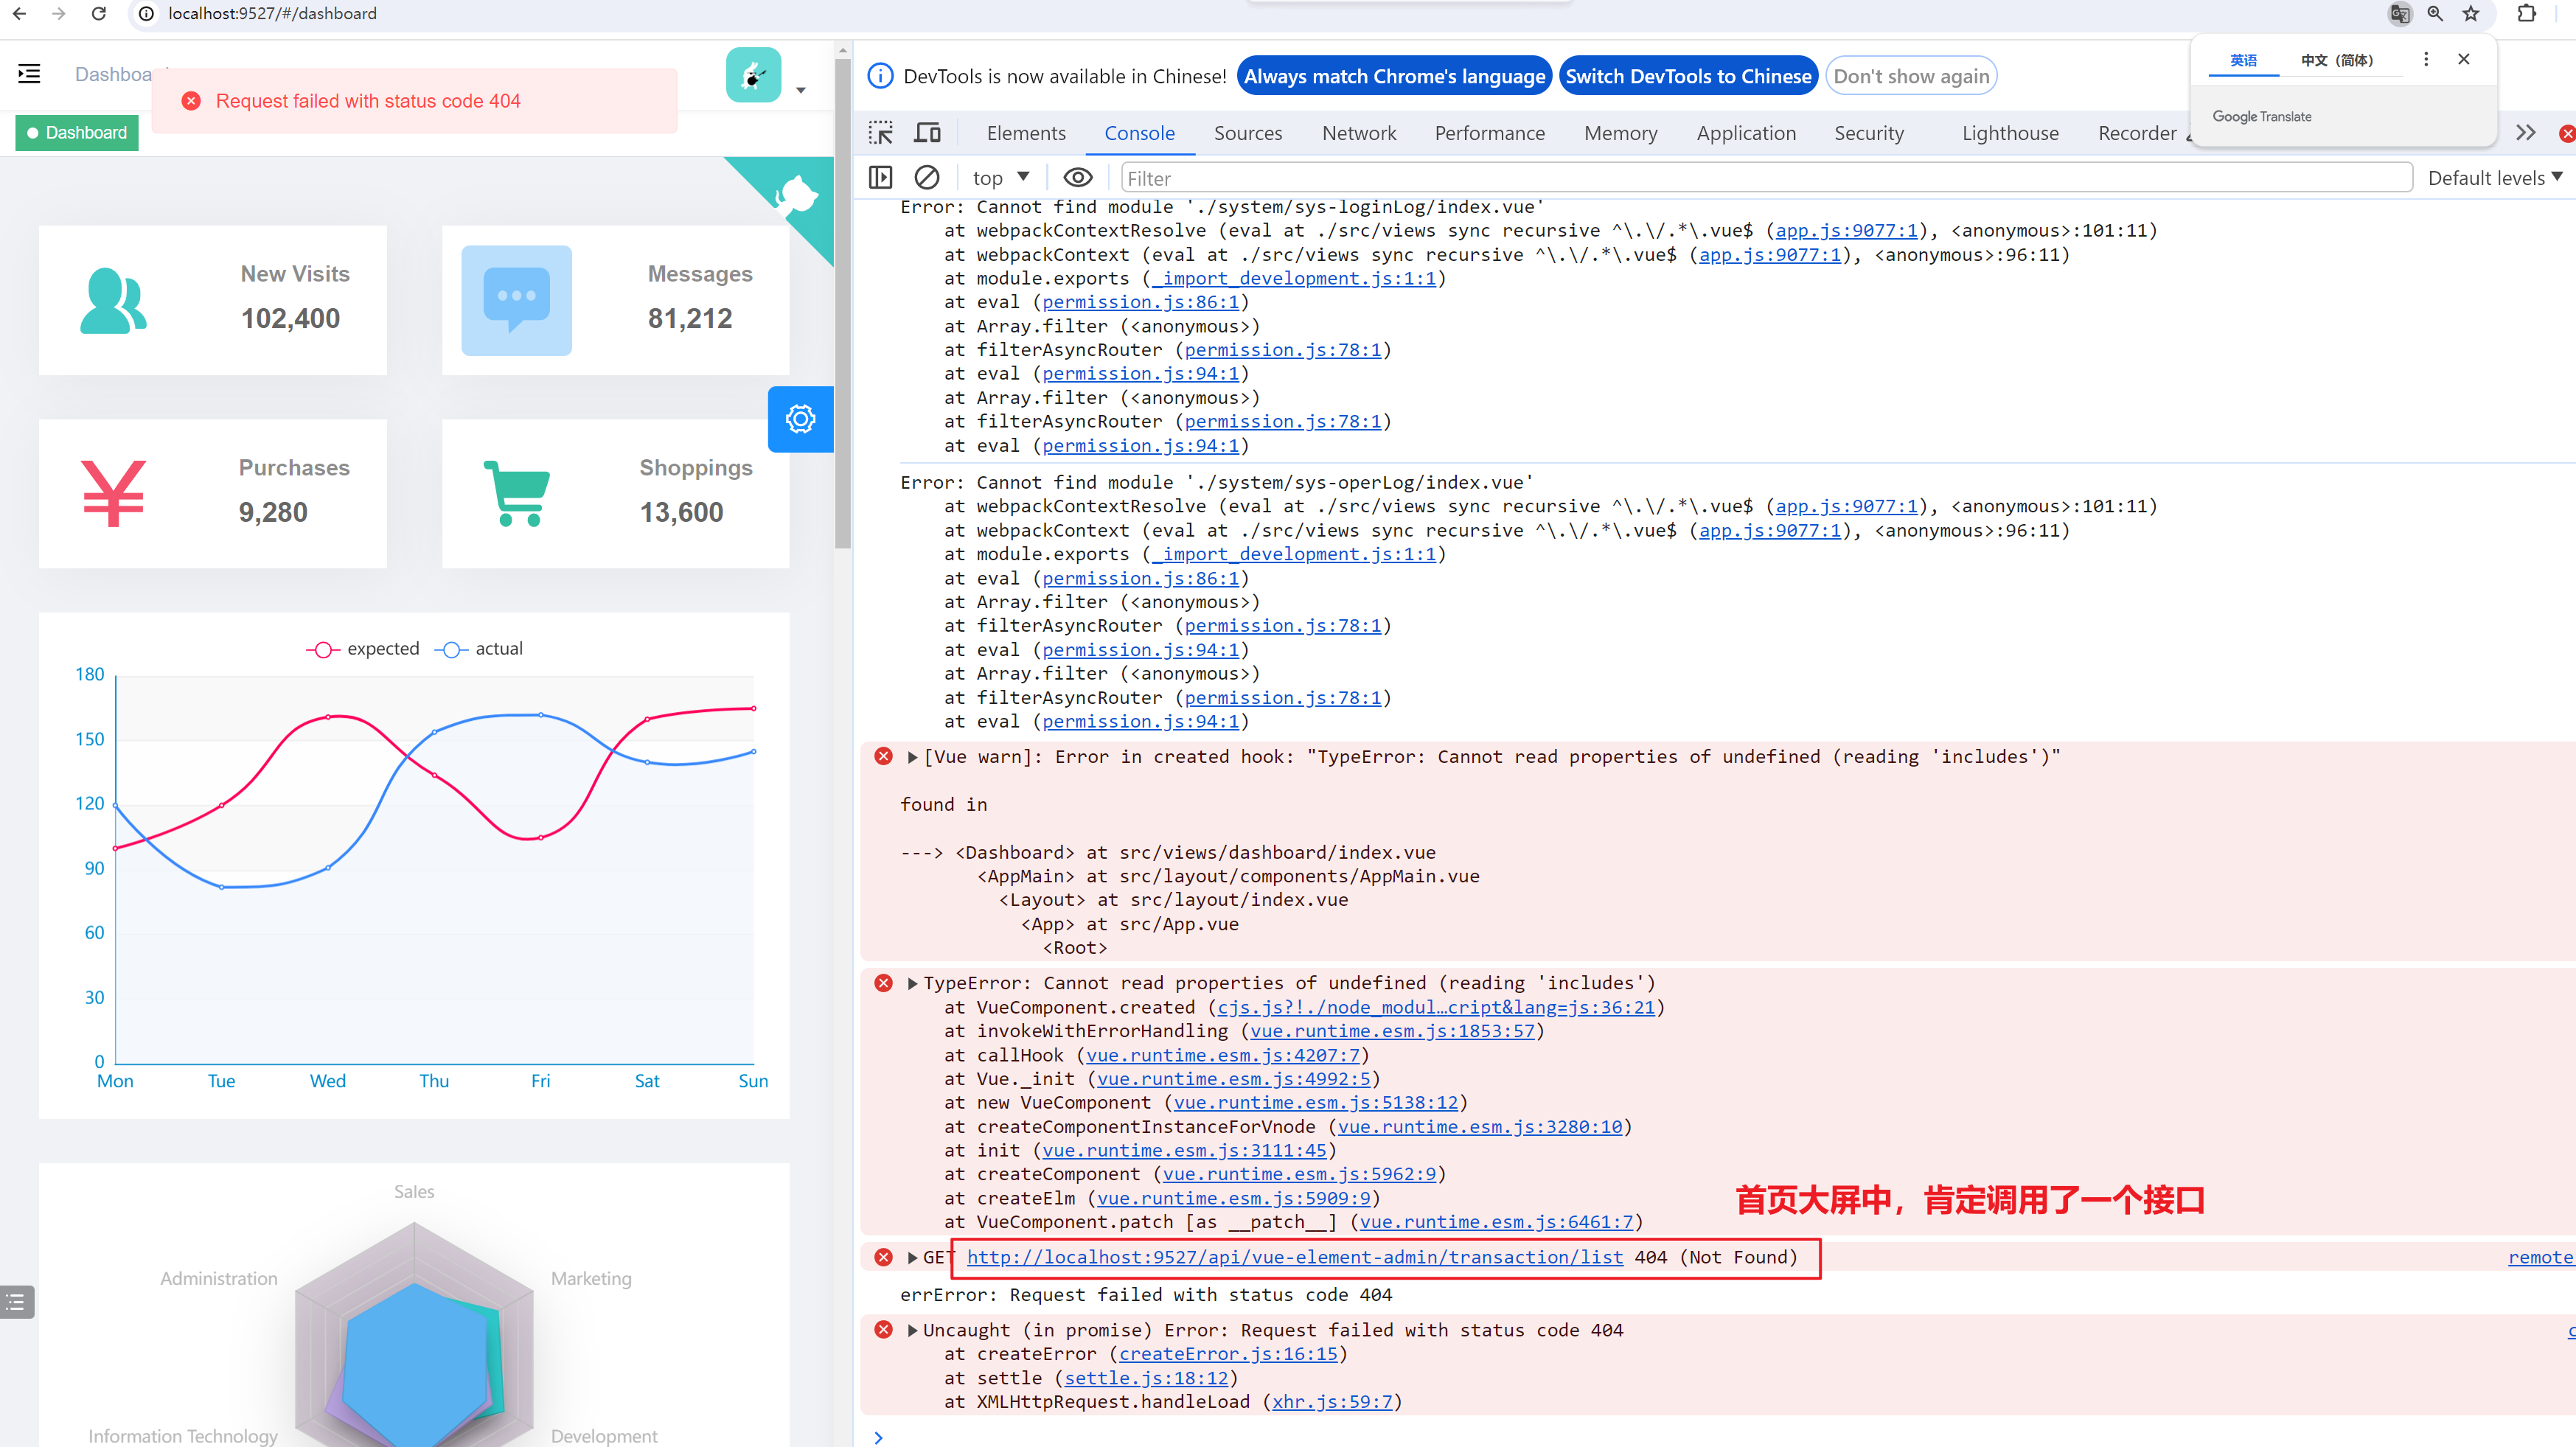 localhost:9527/#/dashboard
Request failed with status code 404
Dashboard
New Visits
102,400
Messages
81,212
Purchases
9,280
Shoppings
13,600
expected actual
180
150
120
90
60
30
0
Mon Tue Wed Thu Fri Sat Sun
Sales
Administration
Marketing
Information Technology
Development
DevTools is now available in Chinese! Always match Chrome's language Switch DevTools to Chinese Don't show again
英语 中文（简体）
Google Translate
Elements Console Sources Network Performance Memory Application Security Lighthouse Recorder
top Filter Default levels
Error: Cannot find module './system/sys-loginLog/index.vue'
at webpackContextResolve (eval at ./src/views sync recursive ^\.\/.*\.vue$ (app.js:9077:1), <anonymous>:101:11)
at webpackContext (eval at ./src/views sync recursive ^\.\/.*\.vue$ (app.js:9077:1), <anonymous>:96:11)
at module.exports (_import_development.js:1:1)
at eval (permission.js:86:1)
at Array.filter (<anonymous>)
at filterAsyncRouter (permission.js:78:1)
at eval (permission.js:94:1)
at Array.filter (<anonymous>)
at filterAsyncRouter (permission.js:78:1)
at eval (permission.js:94:1)
Error: Cannot find module './system/sys-operLog/index.vue'
at webpackContextResolve (eval at ./src/views sync recursive ^\.\/.*\.vue$ (app.js:9077:1), <anonymous>:101:11)
at webpackContext (eval at ./src/views sync recursive ^\.\/.*\.vue$ (app.js:9077:1), <anonymous>:96:11)
at module.exports (_import_development.js:1:1)
at eval (permission.js:86:1)
at Array.filter (<anonymous>)
at filterAsyncRouter (permission.js:78:1)
at eval (permission.js:94:1)
at Array.filter (<anonymous>)
at filterAsyncRouter (permission.js:78:1)
at eval (permission.js:94:1)
[Vue warn]: Error in created hook: "TypeError: Cannot read properties of undefined (reading 'includes')"
found in
---> <Dashboard> at src/views/dashboard/index.vue
<AppMain> at src/layout/components/AppMain.vue
<Layout> at src/layout/index.vue
<App> at src/App.vue
<Root>
TypeError: Cannot read properties of undefined (reading 'includes')
at VueComponent.created (cjs.js?!./node_modul…cript&lang=js:36:21)
at invokeWithErrorHandling (vue.runtime.esm.js:1853:57)
at callHook (vue.runtime.esm.js:4207:7)
at Vue._init (vue.runtime.esm.js:4992:5)
at new VueComponent (vue.runtime.esm.js:5138:12)
at createComponentInstanceForVnode (vue.runtime.esm.js:3280:10)
at init (vue.runtime.esm.js:3111:45)
at createComponent (vue.runtime.esm.js:5962:9)
at createElm (vue.runtime.esm.js:5909:9)
at VueComponent.patch [as __patch__] (vue.runtime.esm.js:6461:7)
首页大屏中，肯定调用了一个接口
GET http://localhost:9527/api/vue-element-admin/transaction/list 404 (Not Found) remote
errError: Request failed with status code 404
Uncaught (in promise) Error: Request failed with status code 404
at createError (createError.js:16:15)
at settle (settle.js:18:12)
at XMLHttpRequest.handleLoad (xhr.js:59:7)